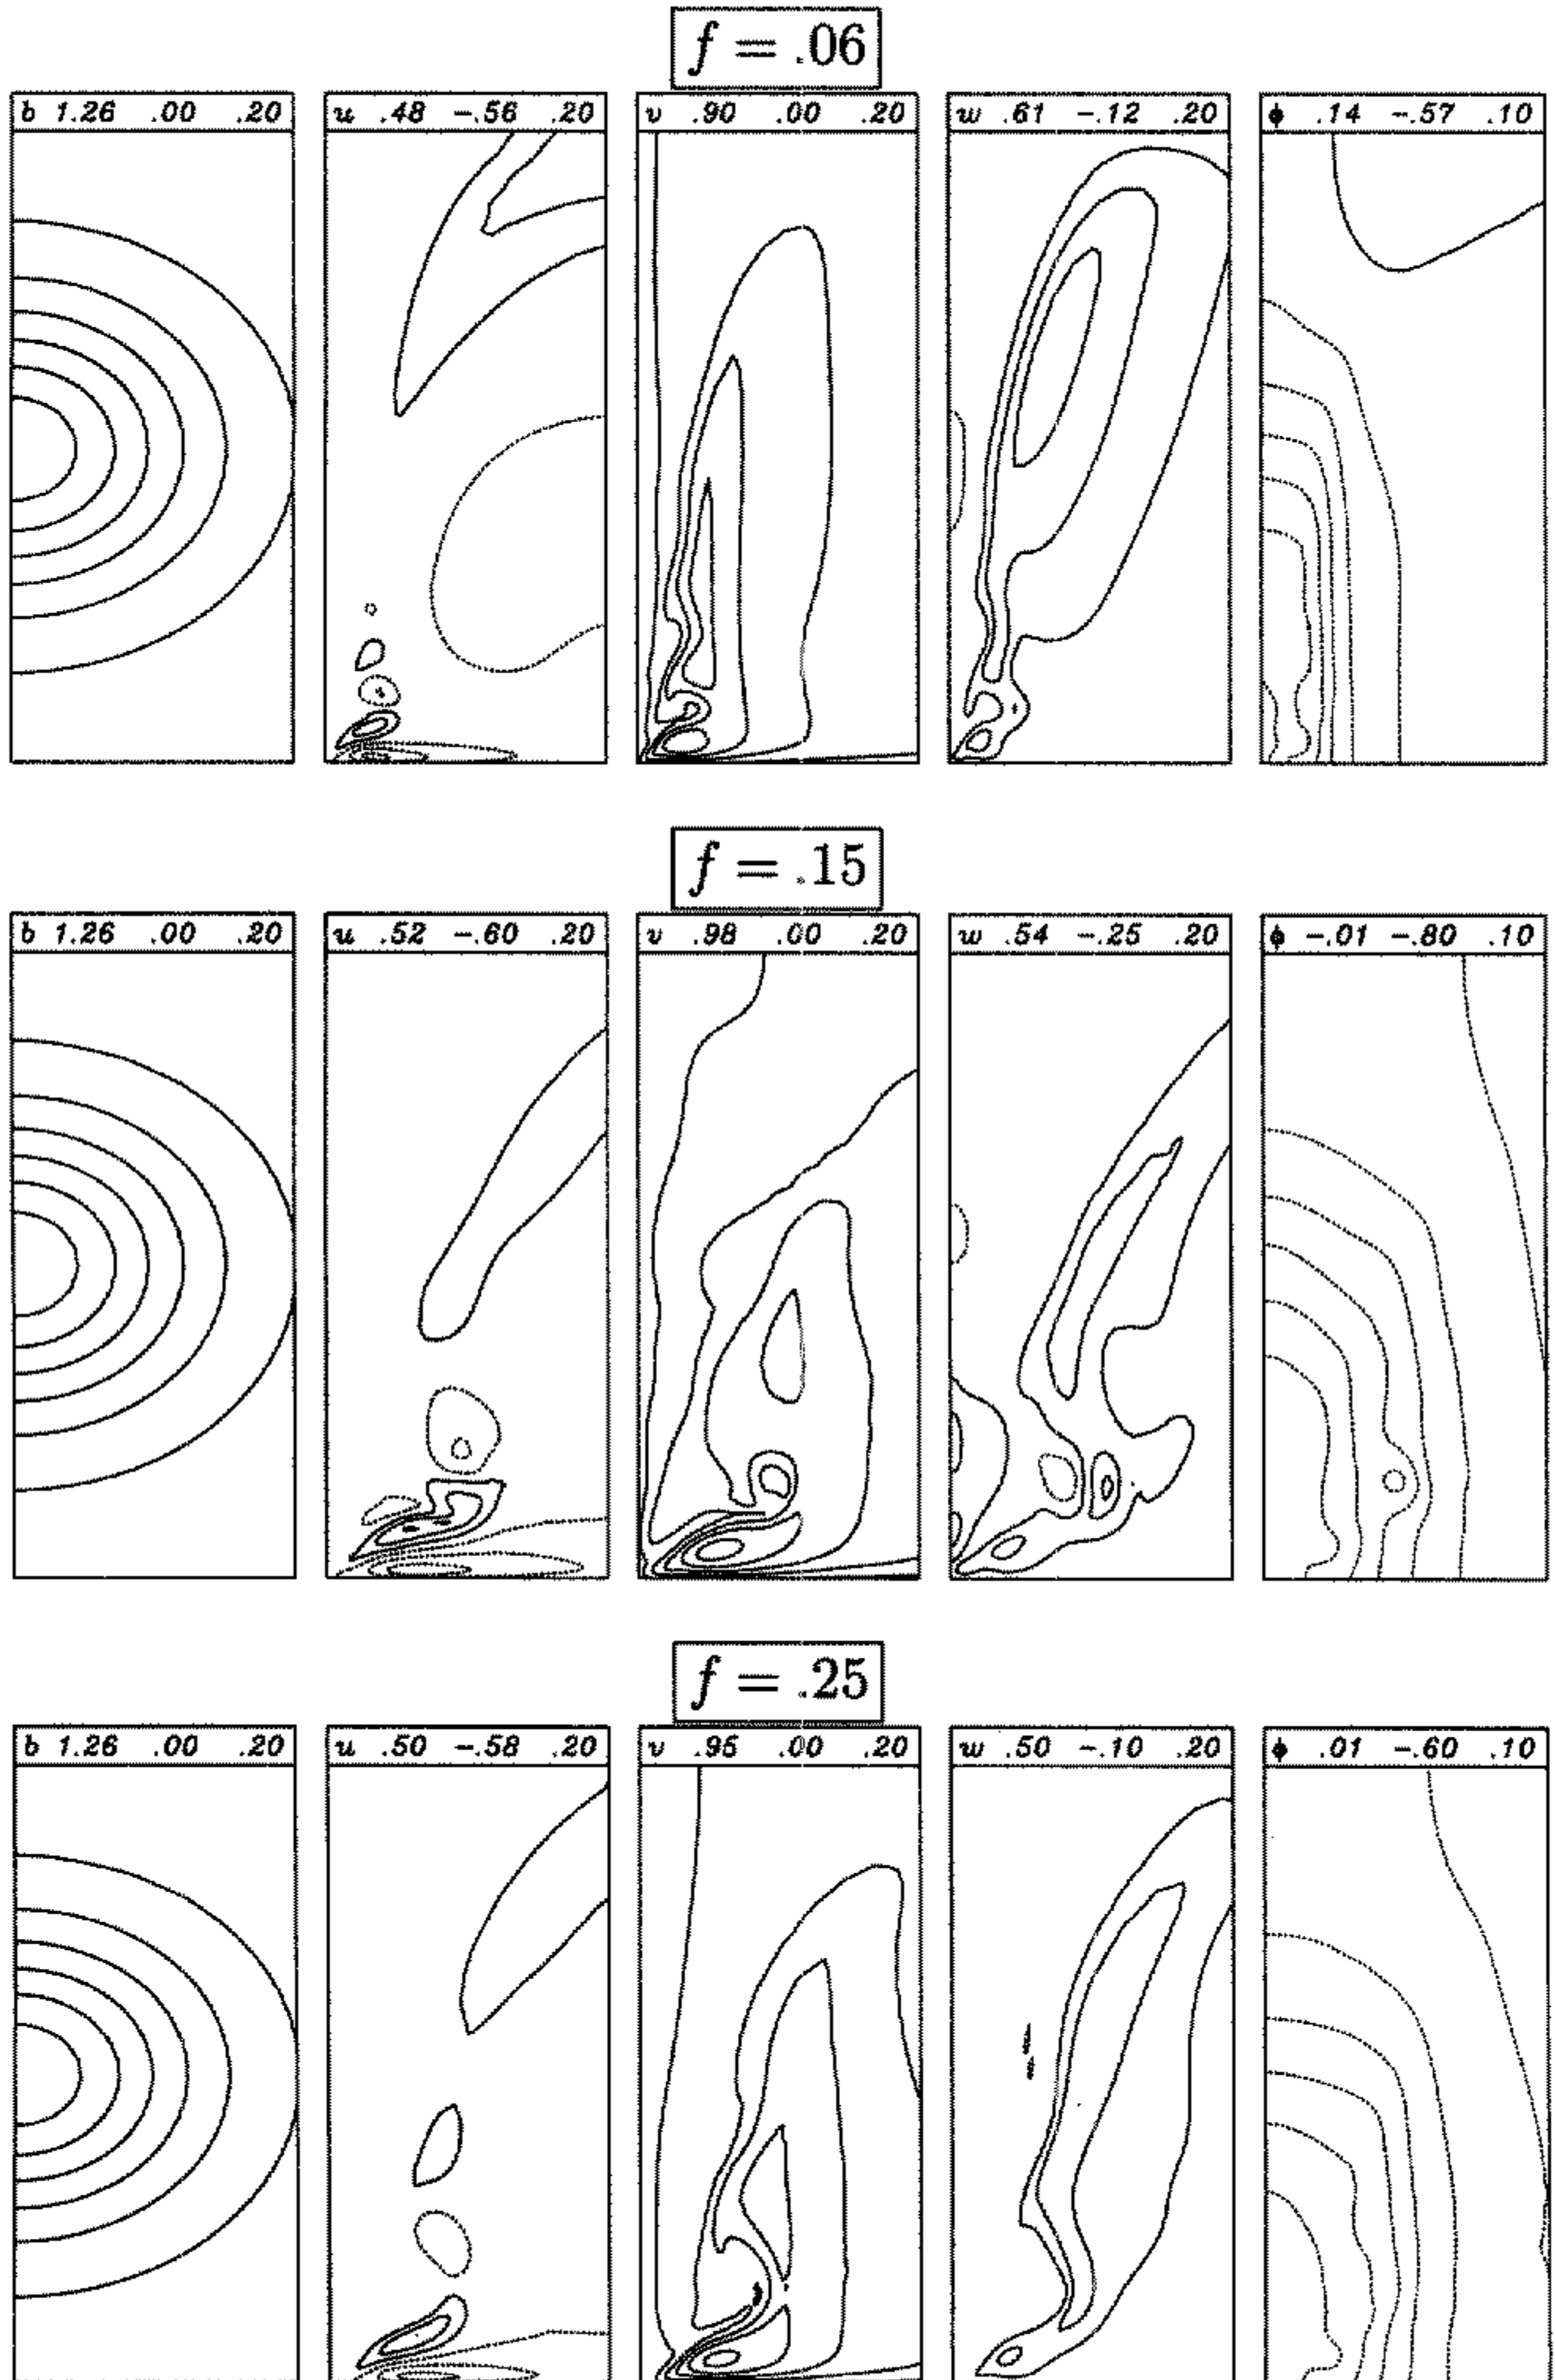 f = .06
b 1.26 .00 .20 u .48 -.56 .20 v .90 .00 .20 w .61 -.12 .20 ϕ .14 -.57 .10
f = .15
b 1.26 .00 .20 u .52 -.60 .20 v .98 .00 .20 w .54 -.25 .20 ϕ -.01 -.80 .10
f = .25
b 1.26 .00 .20 u .50 -.58 .20 v .95 .00 .20 w .50 -.10 .20 ϕ .01 -.60 .10